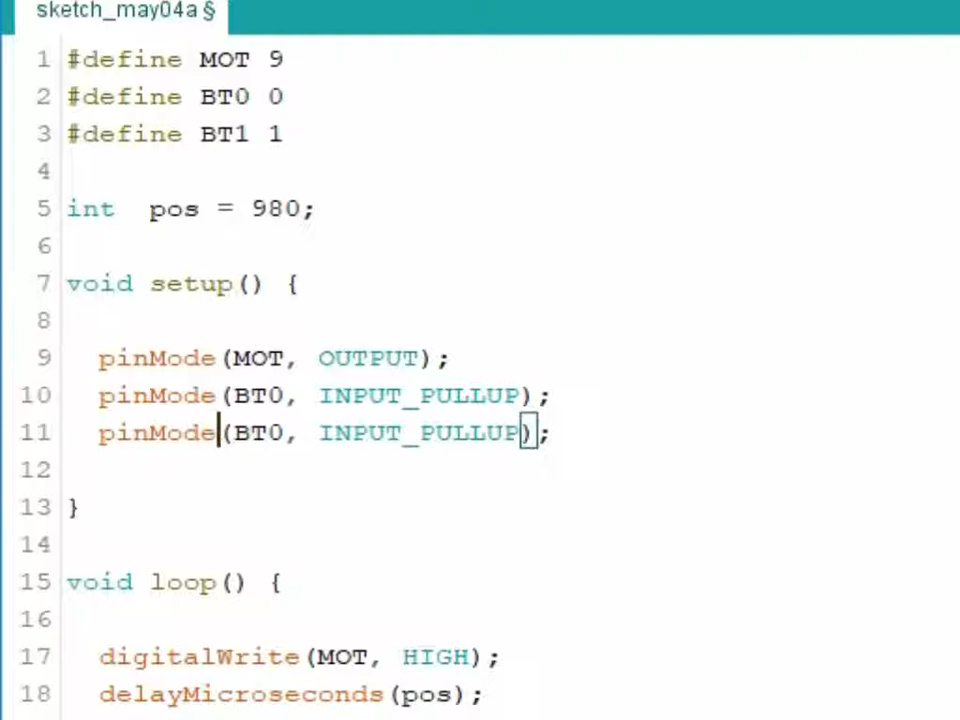 sketch_may04a §
1 #define MOT 9
2 #define BT0 0
3 #define BT1 1
4
5 int  pos = 980;
6
7 void setup() {
8
9   pinMode(MOT, OUTPUT);
10   pinMode(BT0, INPUT_PULLUP);
11   pinMode(BT0, INPUT_PULLUP);
12
13 }
14
15 void loop() {
16
17   digitalWrite(MOT, HIGH);
18   delayMicroseconds(pos);